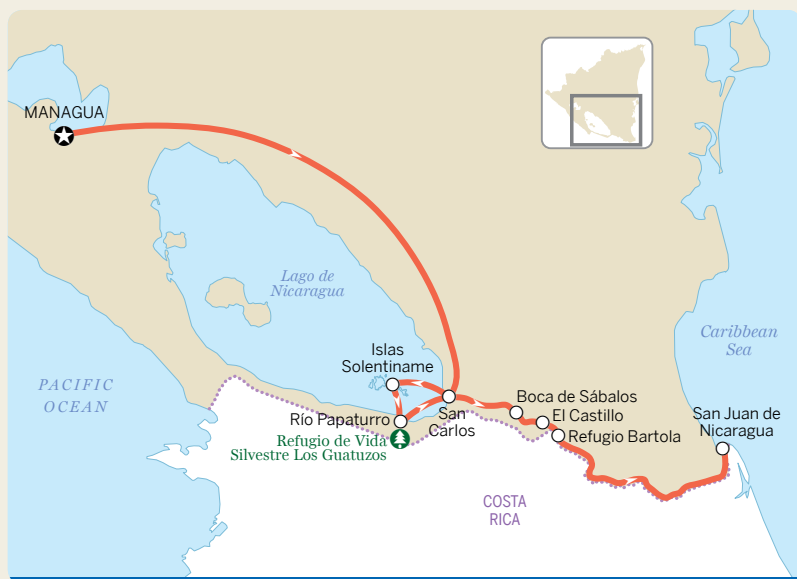 MANAGUA
Lago de
Nicaragua
Caribbean
Sea
Islas
Solentiname
PACIFIC
OCEAN
Boca de Sábalos
El Castillo
San Juan de
Nicaragua
San
Carlos
Río Papaturro
Refugio Bartola
Refugio de Vida
Silvestre Los Guatuzos
COSTA
RICA